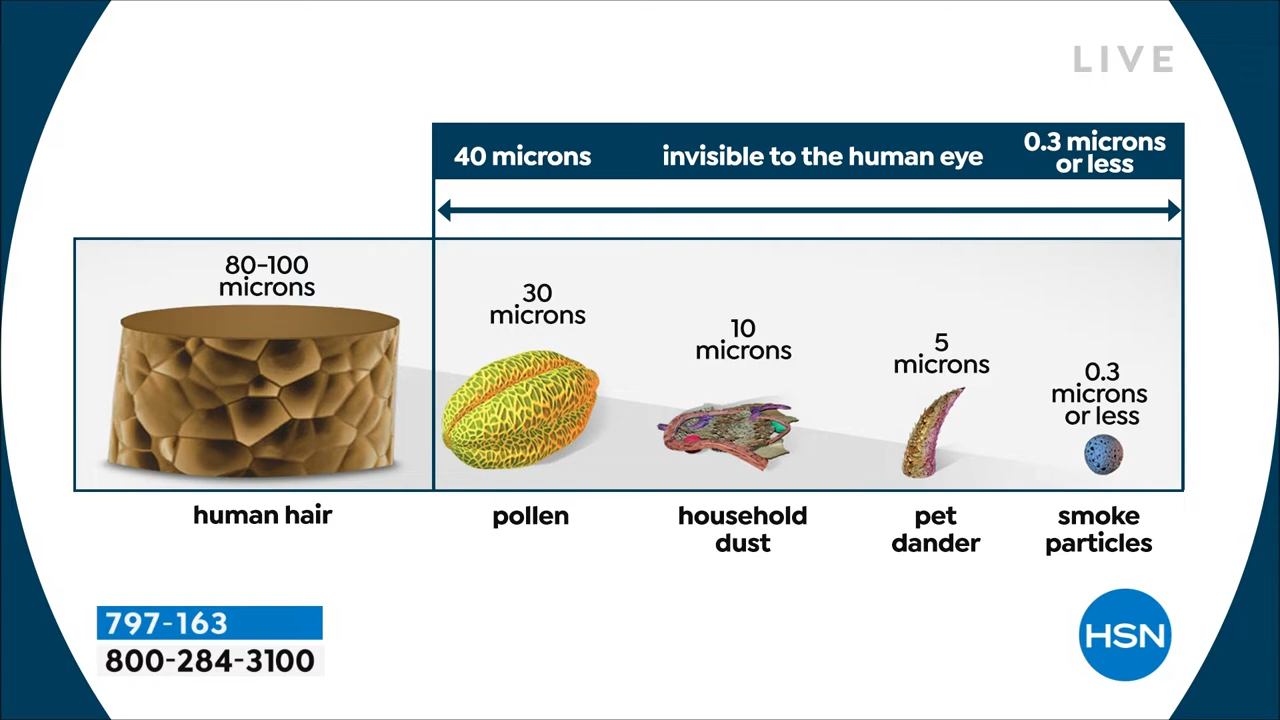 LIVE
40 microns
invisible to the human eye
0.3 microns
or less
80-100
microns
30
microns
10
microns
5
microns
0.3
microns
or less
human hair
pollen
household
dust
pet
dander
smoke
particles
797-163
800-284-3100
HSN